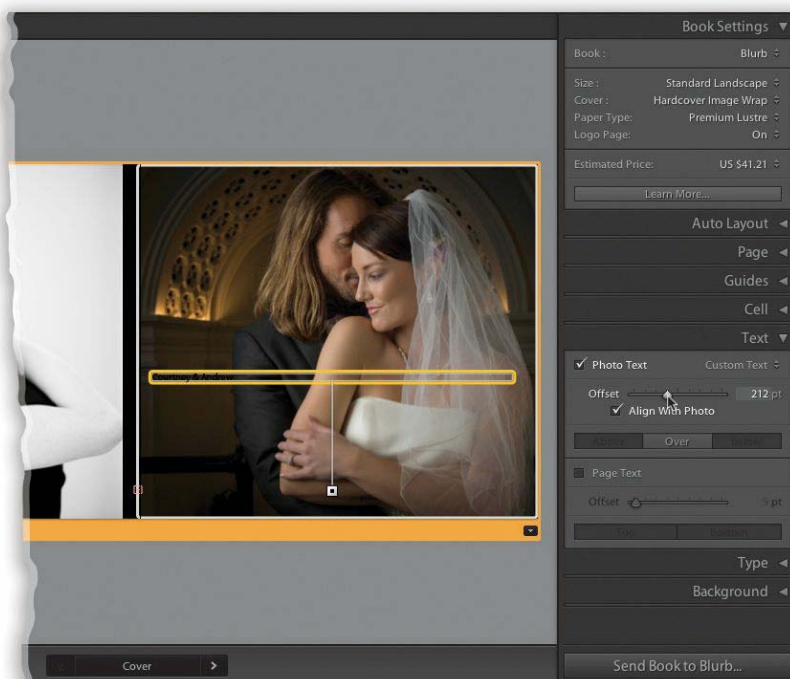 Book Settings
Book : Blurb
Size : Standard Landscape
Cover : Hardcover Image Wrap
Paper Type: Premium Lustre
Logo Page: On
Estimated Price: US $41.21
Learn More...
Auto Layout
Page
Guides
Cell
Text
Photo Text Custom Text
Offset 212 pt
Align With Photo
Above Over Below
Page Text
Offset 5 pt
Top Bottom
Type
Background
Courtney & Andrew
Cover
Send Book to Blurb...